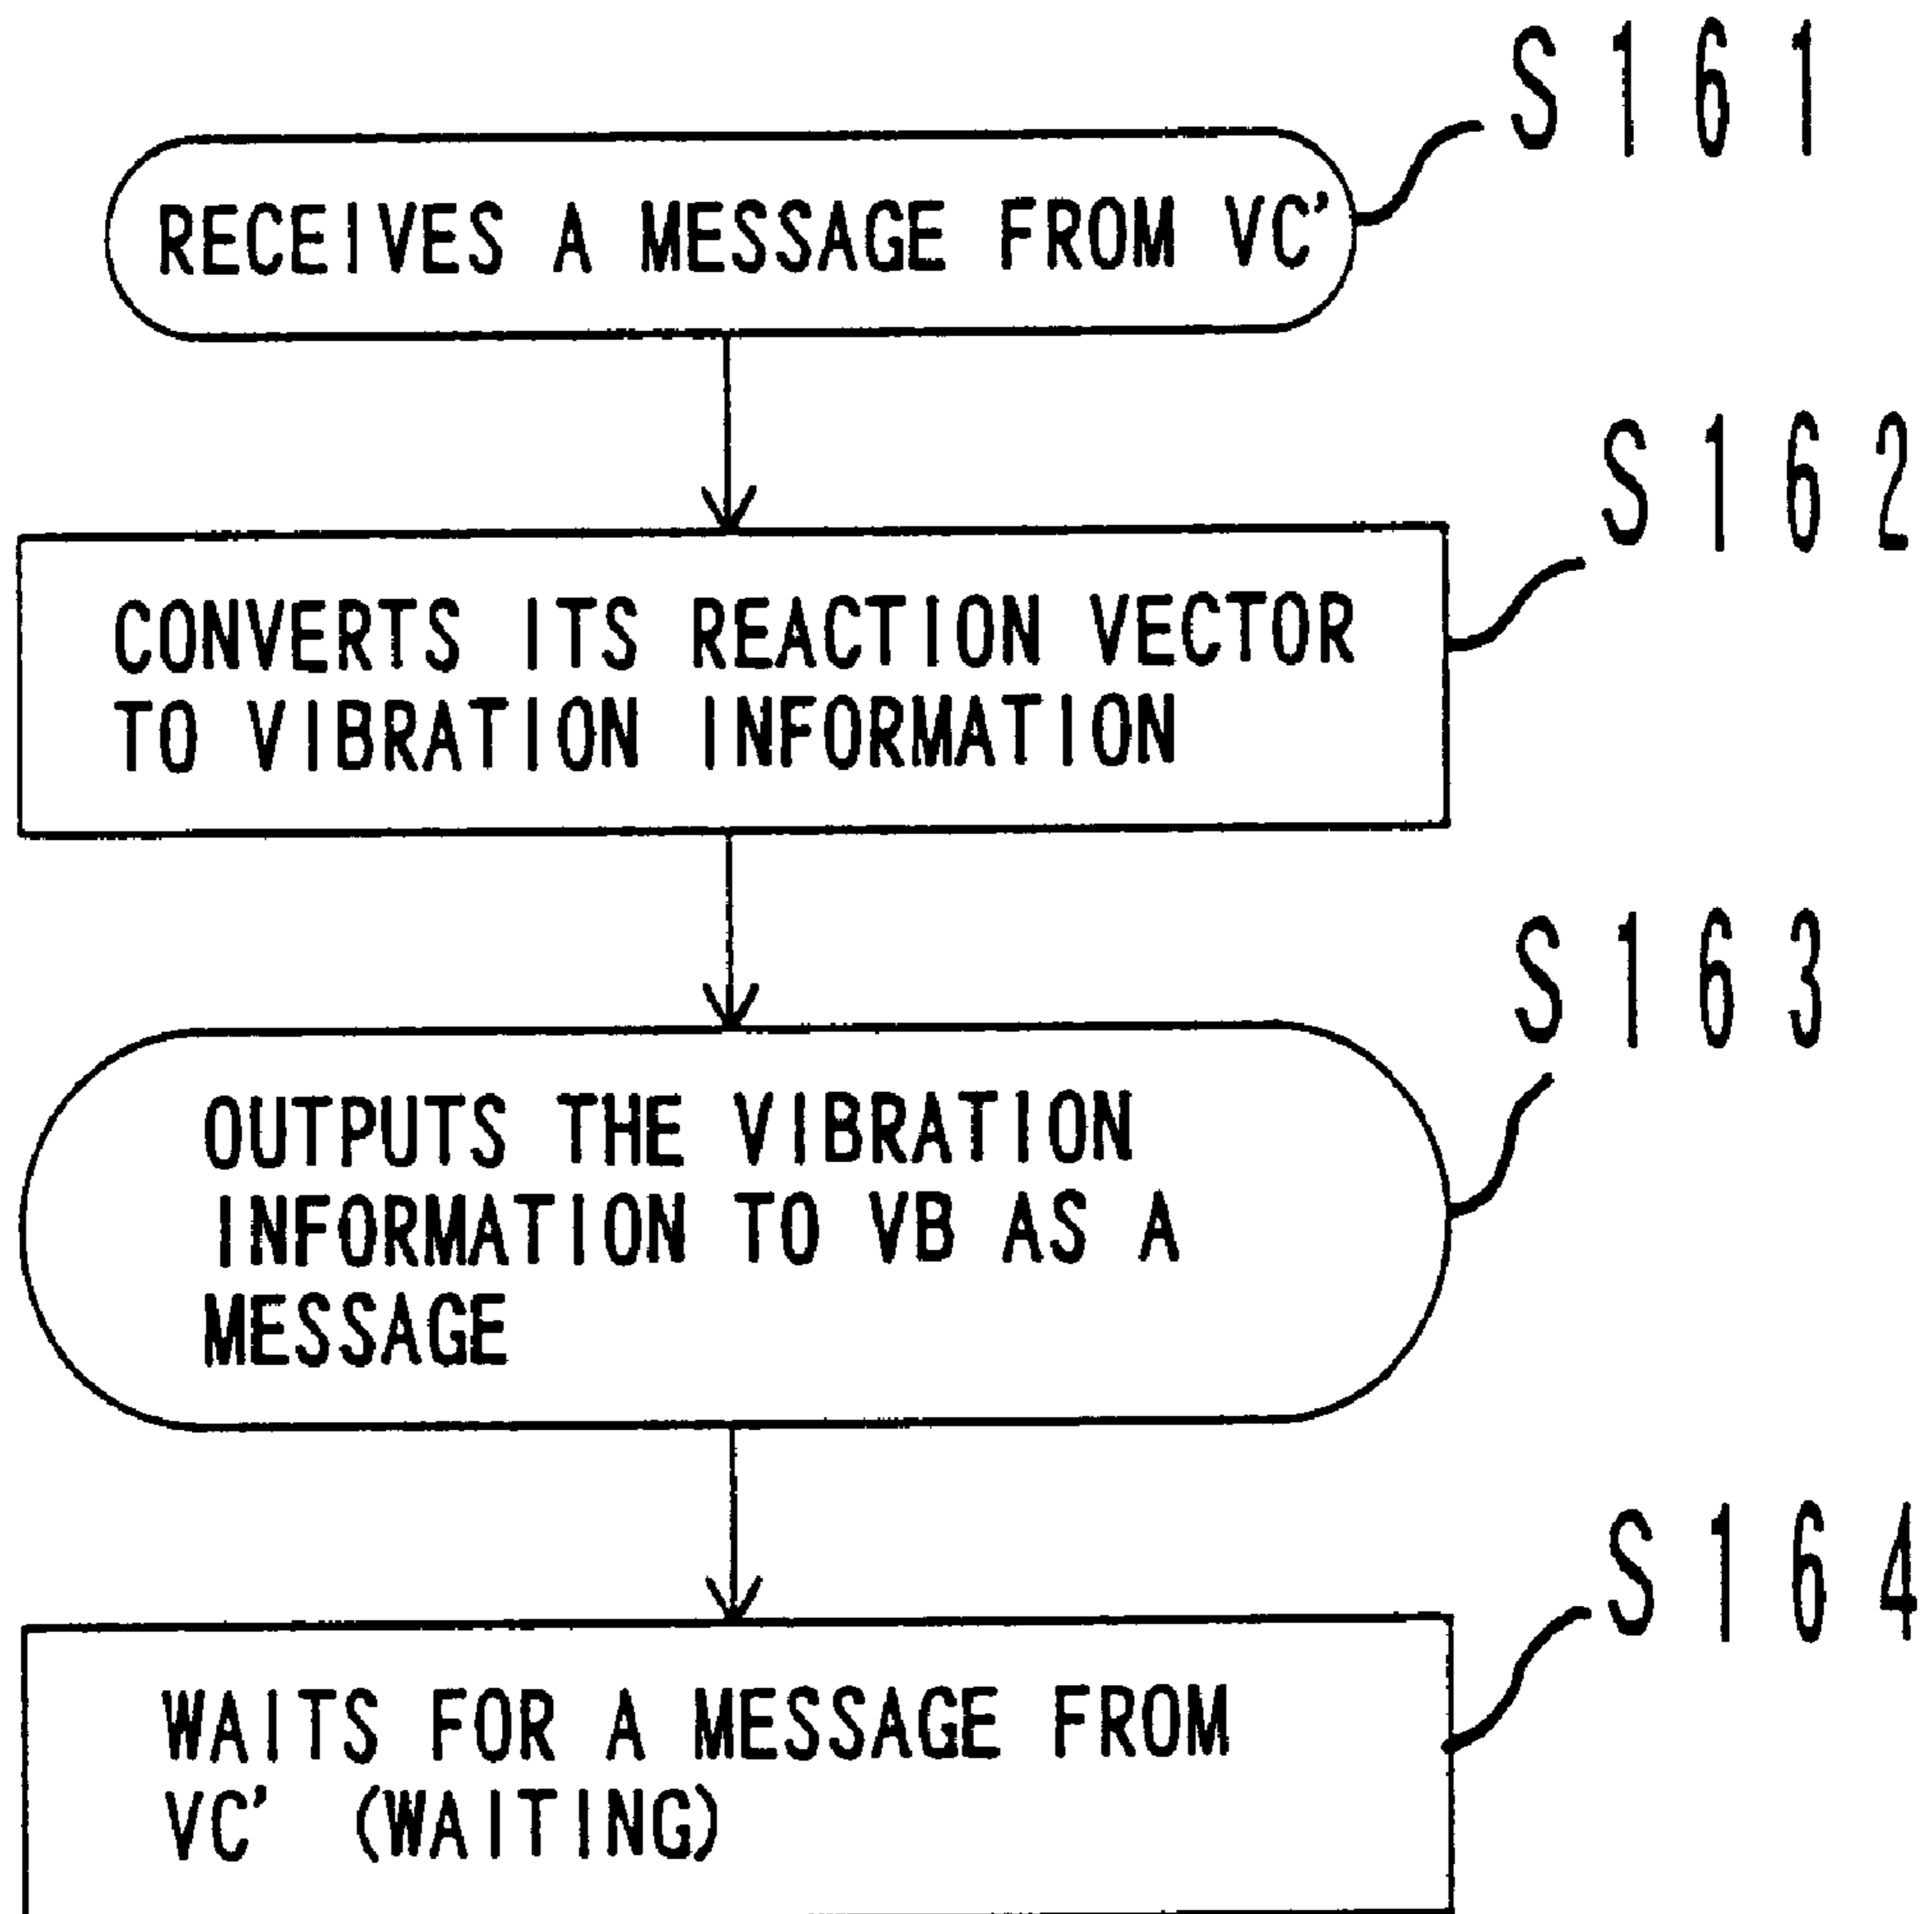 S161
RECEIVES A MESSAGE FROM VC'
S162
CONVERTS ITS REACTION VECTOR
TO VIBRATION INFORMATION
S163
OUTPUTS THE VIBRATION
INFORMATION TO VB AS A
MESSAGE
S164
WAITS FOR A MESSAGE FROM
VC' (WAITING)